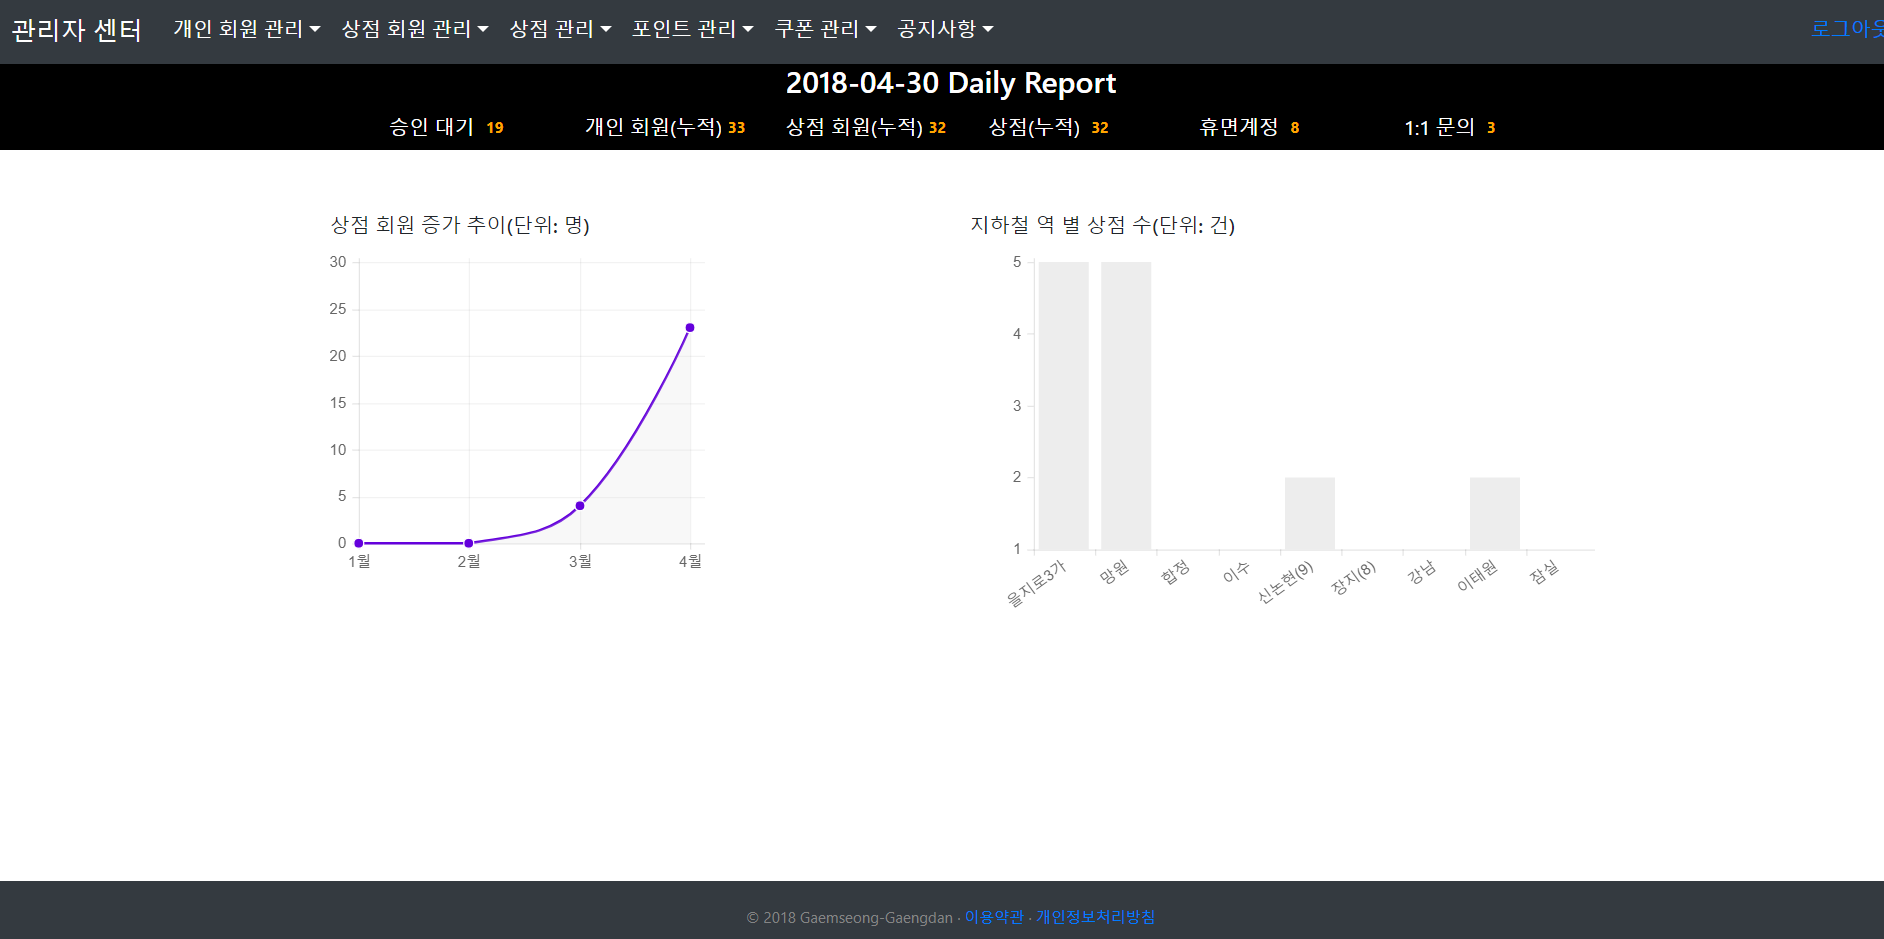 관리자 센터 개인 회원 관리 상점 회원 관리 상점 관리 포인트 관리 쿠폰 관리 공지사항 로그아웃
2018-04-30 Daily Report
승인 대기 19 개인 회원(누적) 33 상점 회원(누적) 32 상점(누적) 32 휴면계정 8 1:1 문의 3
상점 회원 증가 추이(단위: 명)
30
25
20
15
10
5
0
1월 2월 3월 4월
지하철 역 별 상점 수(단위: 건)
5
4
3
2
1
을지로3가 망원 합정 이수 신논현(9) 장지(8) 강남 이태원 잠실
© 2018 Gaemseong-Gaengdan · 이용약관 · 개인정보처리방침